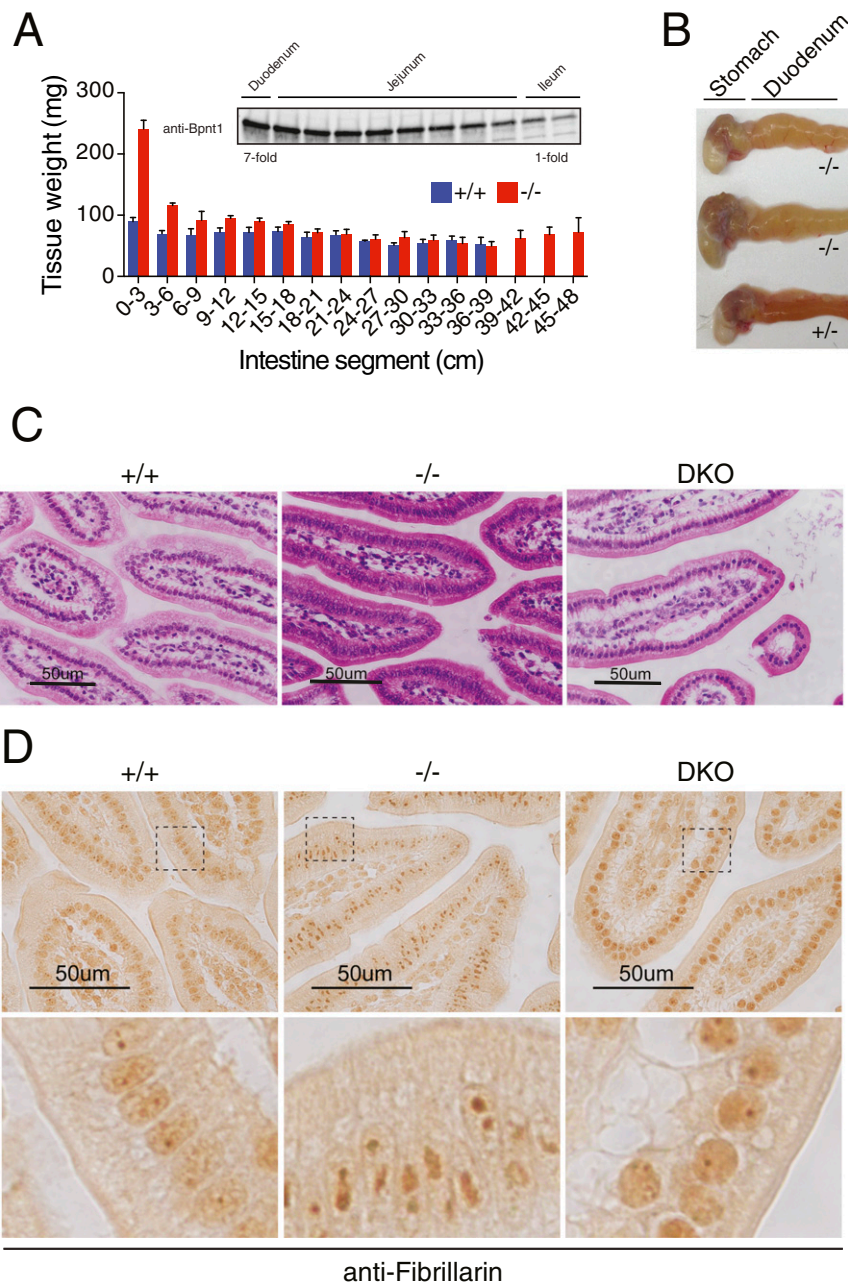 A
B
Tissue weight (mg)
300
200
100
0
Duodenum
Jejunum
Ileum
anti-Bpnt1
7-fold
1-fold
+/+
-/-
0-3
3-6
6-9
9-12
12-15
15-18
18-21
21-24
24-27
27-30
30-33
33-36
36-39
39-42
42-45
45-48
Intestine segment (cm)
Stomach
Duodenum
-/-
-/-
+/-
C
+/+
-/-
DKO
50um
50um
50um
D
+/+
-/-
DKO
50um
50um
50um
anti-Fibrillarin